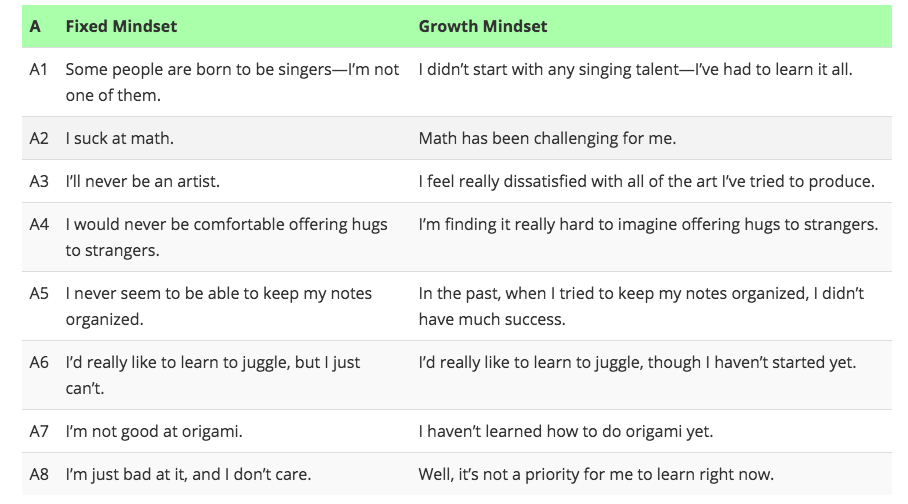 A Fixed Mindset Growth Mindset
A1 Some people are born to be singers—I’m not I didn’t start with any singing talent—I’ve had to learn it all.
one of them.
A2 I suck at math. Math has been challenging for me.
A3 I’ll never be an artist. I feel really dissatisfied with all of the art I’ve tried to produce.
A4 I would never be comfortable offering hugs I’m finding it really hard to imagine offering hugs to strangers.
to strangers.
A5 I never seem to be able to keep my notes In the past, when I tried to keep my notes organized, I didn’t
organized. have much success.
A6 I’d really like to learn to juggle, but I just I’d really like to learn to juggle, though I haven’t started yet.
can’t.
A7 I’m not good at origami. I haven’t learned how to do origami yet.
A8 I’m just bad at it, and I don’t care. Well, it’s not a priority for me to learn right now.